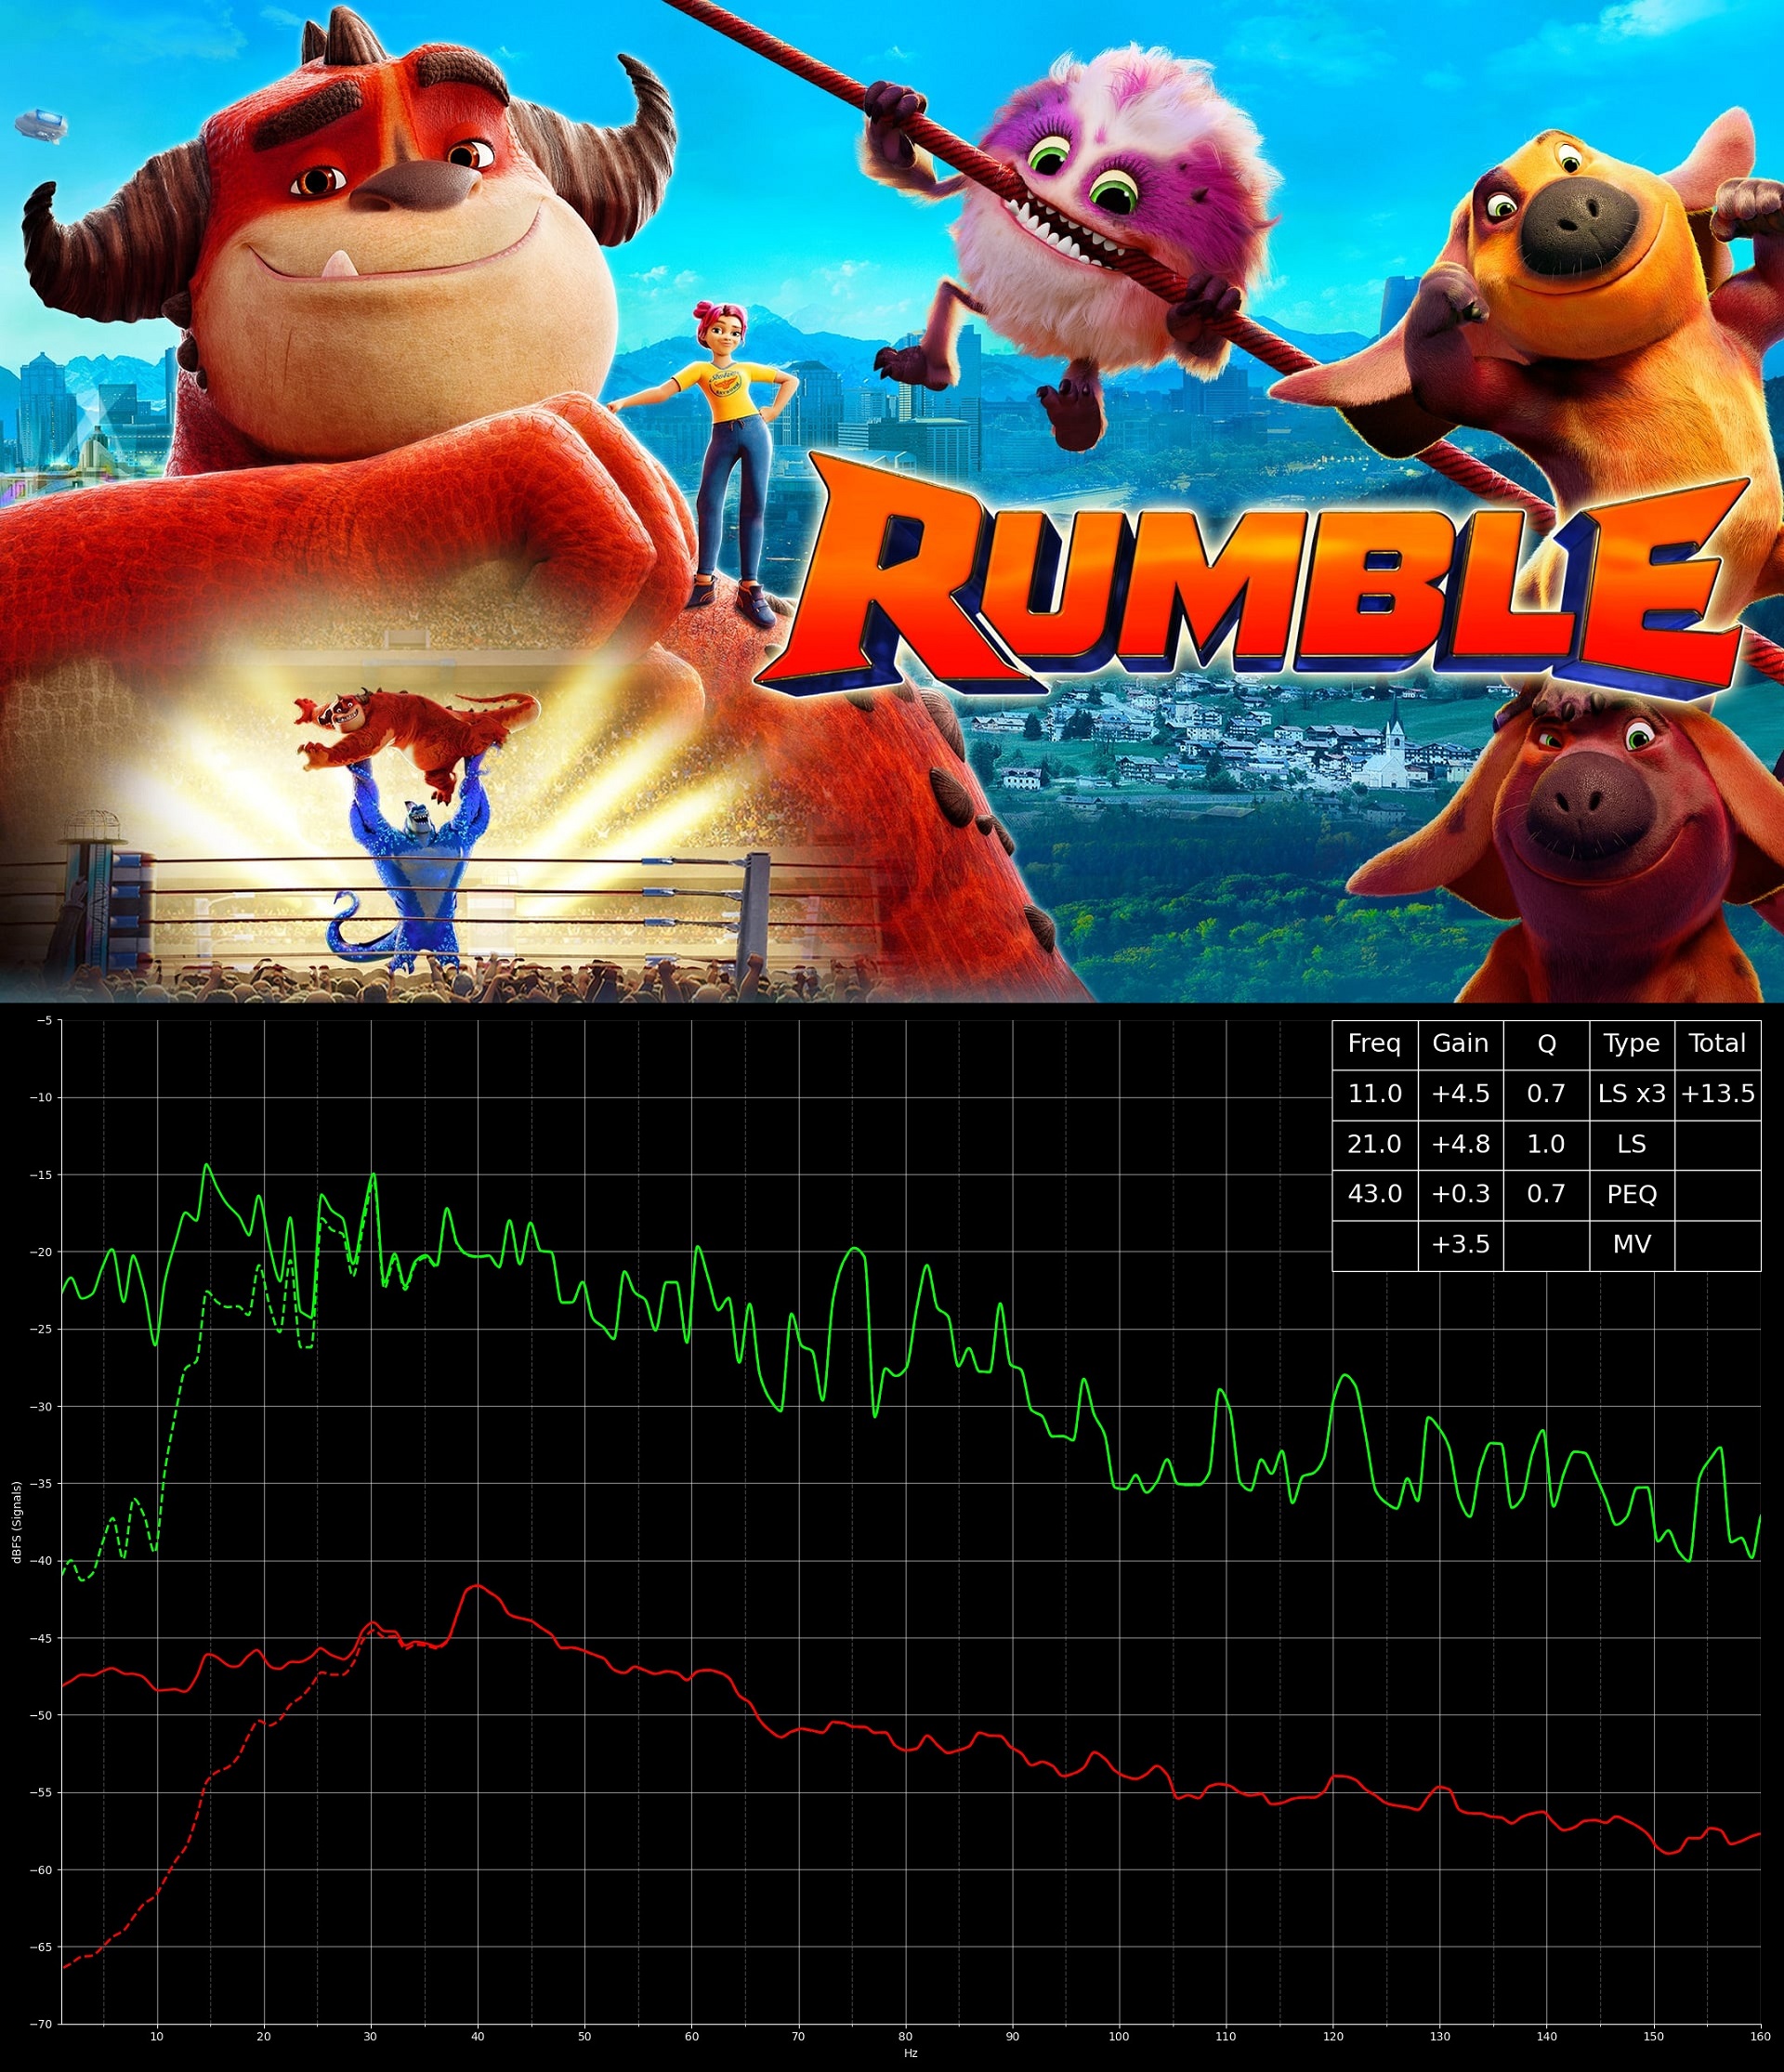 RUMBLE
Freq Gain Q Type Total
11.0 +4.5 0.7 LS x3 +13.5
21.0 +4.8 1.0 LS
43.0 +0.3 0.7 PEQ
+3.5 MV
−5
−10
−15
−20
−25
−30
−35
−40
−45
−50
−55
−60
−65
−70
dBFS (Signals)
10 20 30 40 50 60 70 80 90 100 110 120 130 140 150 160
Hz